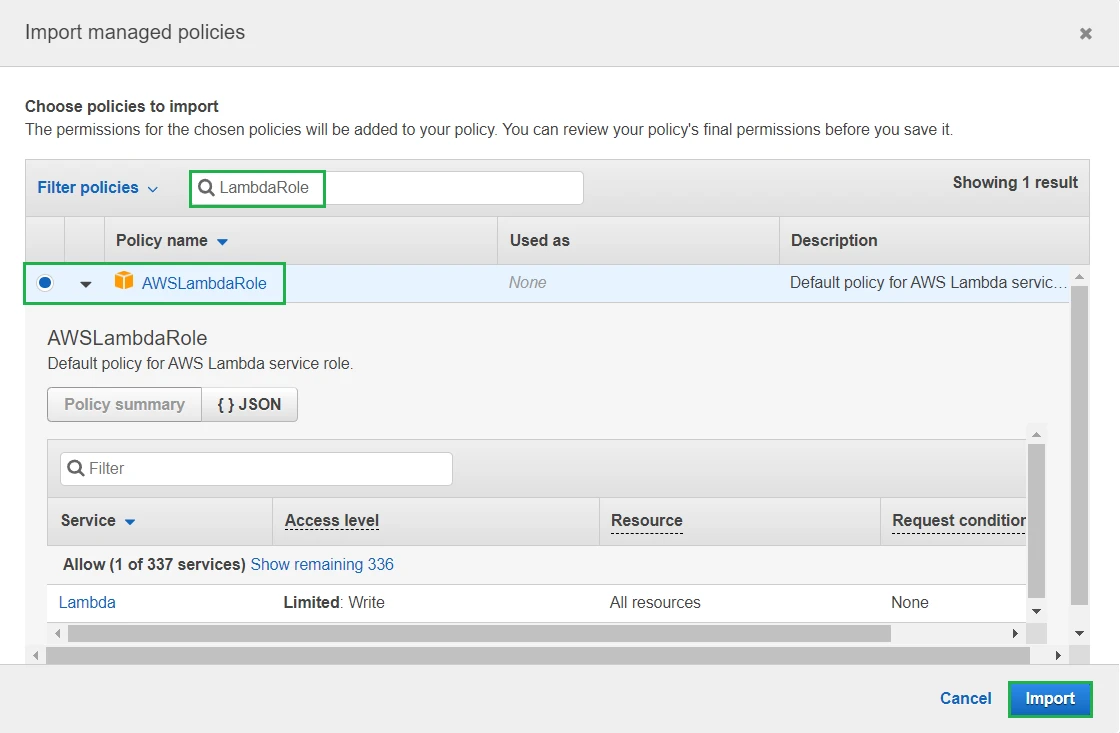 Import managed policies
Choose policies to import
The permissions for the chosen policies will be added to your policy. You can review your policy's final permissions before you save it.
Filter policies LambdaRole Showing 1 result
Policy name Used as Description
AWSLambdaRole None Default policy for AWS Lambda servic...
AWSLambdaRole
Default policy for AWS Lambda service role.
Policy summary { } JSON
Filter
Service Access level Resource Request condition
Allow (1 of 337 services) Show remaining 336
Lambda Limited: Write All resources None
Cancel Import